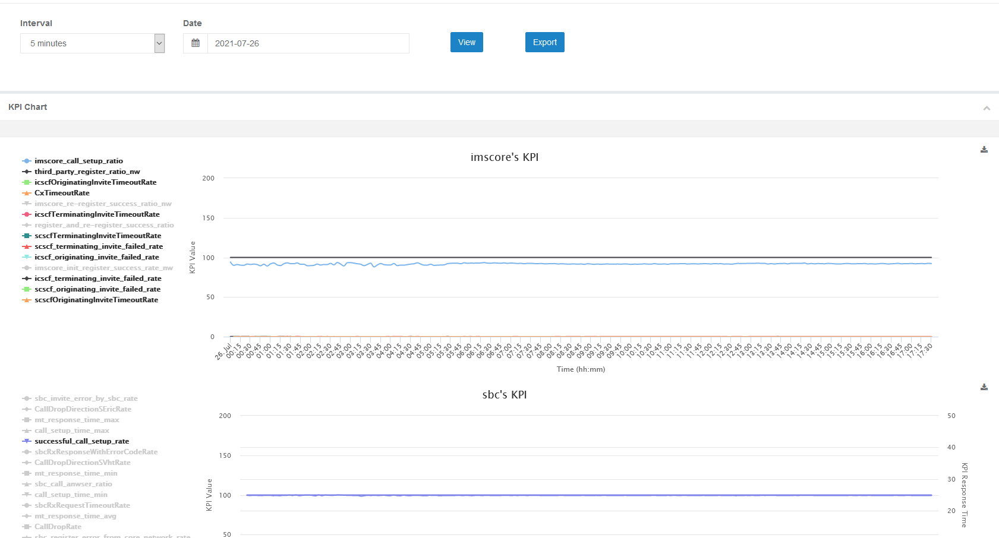 Interval
Date
5 minutes
2021-07-26
View
Export
KPI Chart
imscore's KPI
imscore_call_setup_ratio
third_party_register_ratio_nw
icscfOriginatingInviteTimeoutRate
CxTimeoutRate
imscore_re-register_success_ratio_nw
icscfTerminatingInviteTimeoutRate
register_and_re-register_success_ratio
scscfTerminatingInviteTimeoutRate
scscf_terminating_invite_failed_rate
icscf_originating_invite_failed_rate
imscore_init_register_success_rate_nw
icscf_terminating_invite_failed_rate
scscf_originating_invite_failed_rate
scscfOriginatingInviteTimeoutRate
KPI Value
200
150
100
50
0
26. Jul 00:15 00:30 00:45 01:00 01:15 01:30 01:45 02:00 02:15 02:30 02:45 03:00 03:15 03:30 03:45 04:00 04:15 04:30 04:45 05:00 05:15 05:30 05:45 06:00 06:15 06:30 06:45 07:00 07:15 07:30 07:45 08:00 08:15 08:30 08:45 09:00 09:15 09:30 09:45 10:00 10:15 10:30 10:45 11:00 11:15 11:30 11:45 12:00 12:15 12:30 12:45 13:00 13:15 13:30 13:45 14:00 14:15 14:30 14:45 15:00 15:15 15:30 15:45 16:00 16:15 16:30 16:45 17:00 17:15 17:30
Time (hh:mm)
sbc's KPI
sbc_invite_error_by_sbc_rate
CallDropDirectionSEricRate
mt_response_time_max
call_setup_time_max
successful_call_setup_rate
sbcRxResponseWithErrorCodeRate
CallDropDirectionSVhtRate
mt_response_time_min
sbc_call_anwser_ratio
call_setup_time_min
sbcRxRequestTimeoutRate
mt_response_time_avg
CallDropRate
sbc_register_error_from_core_network_rate
KPI Value
200
150
100
50
50
40
30
20
KPI Response Time